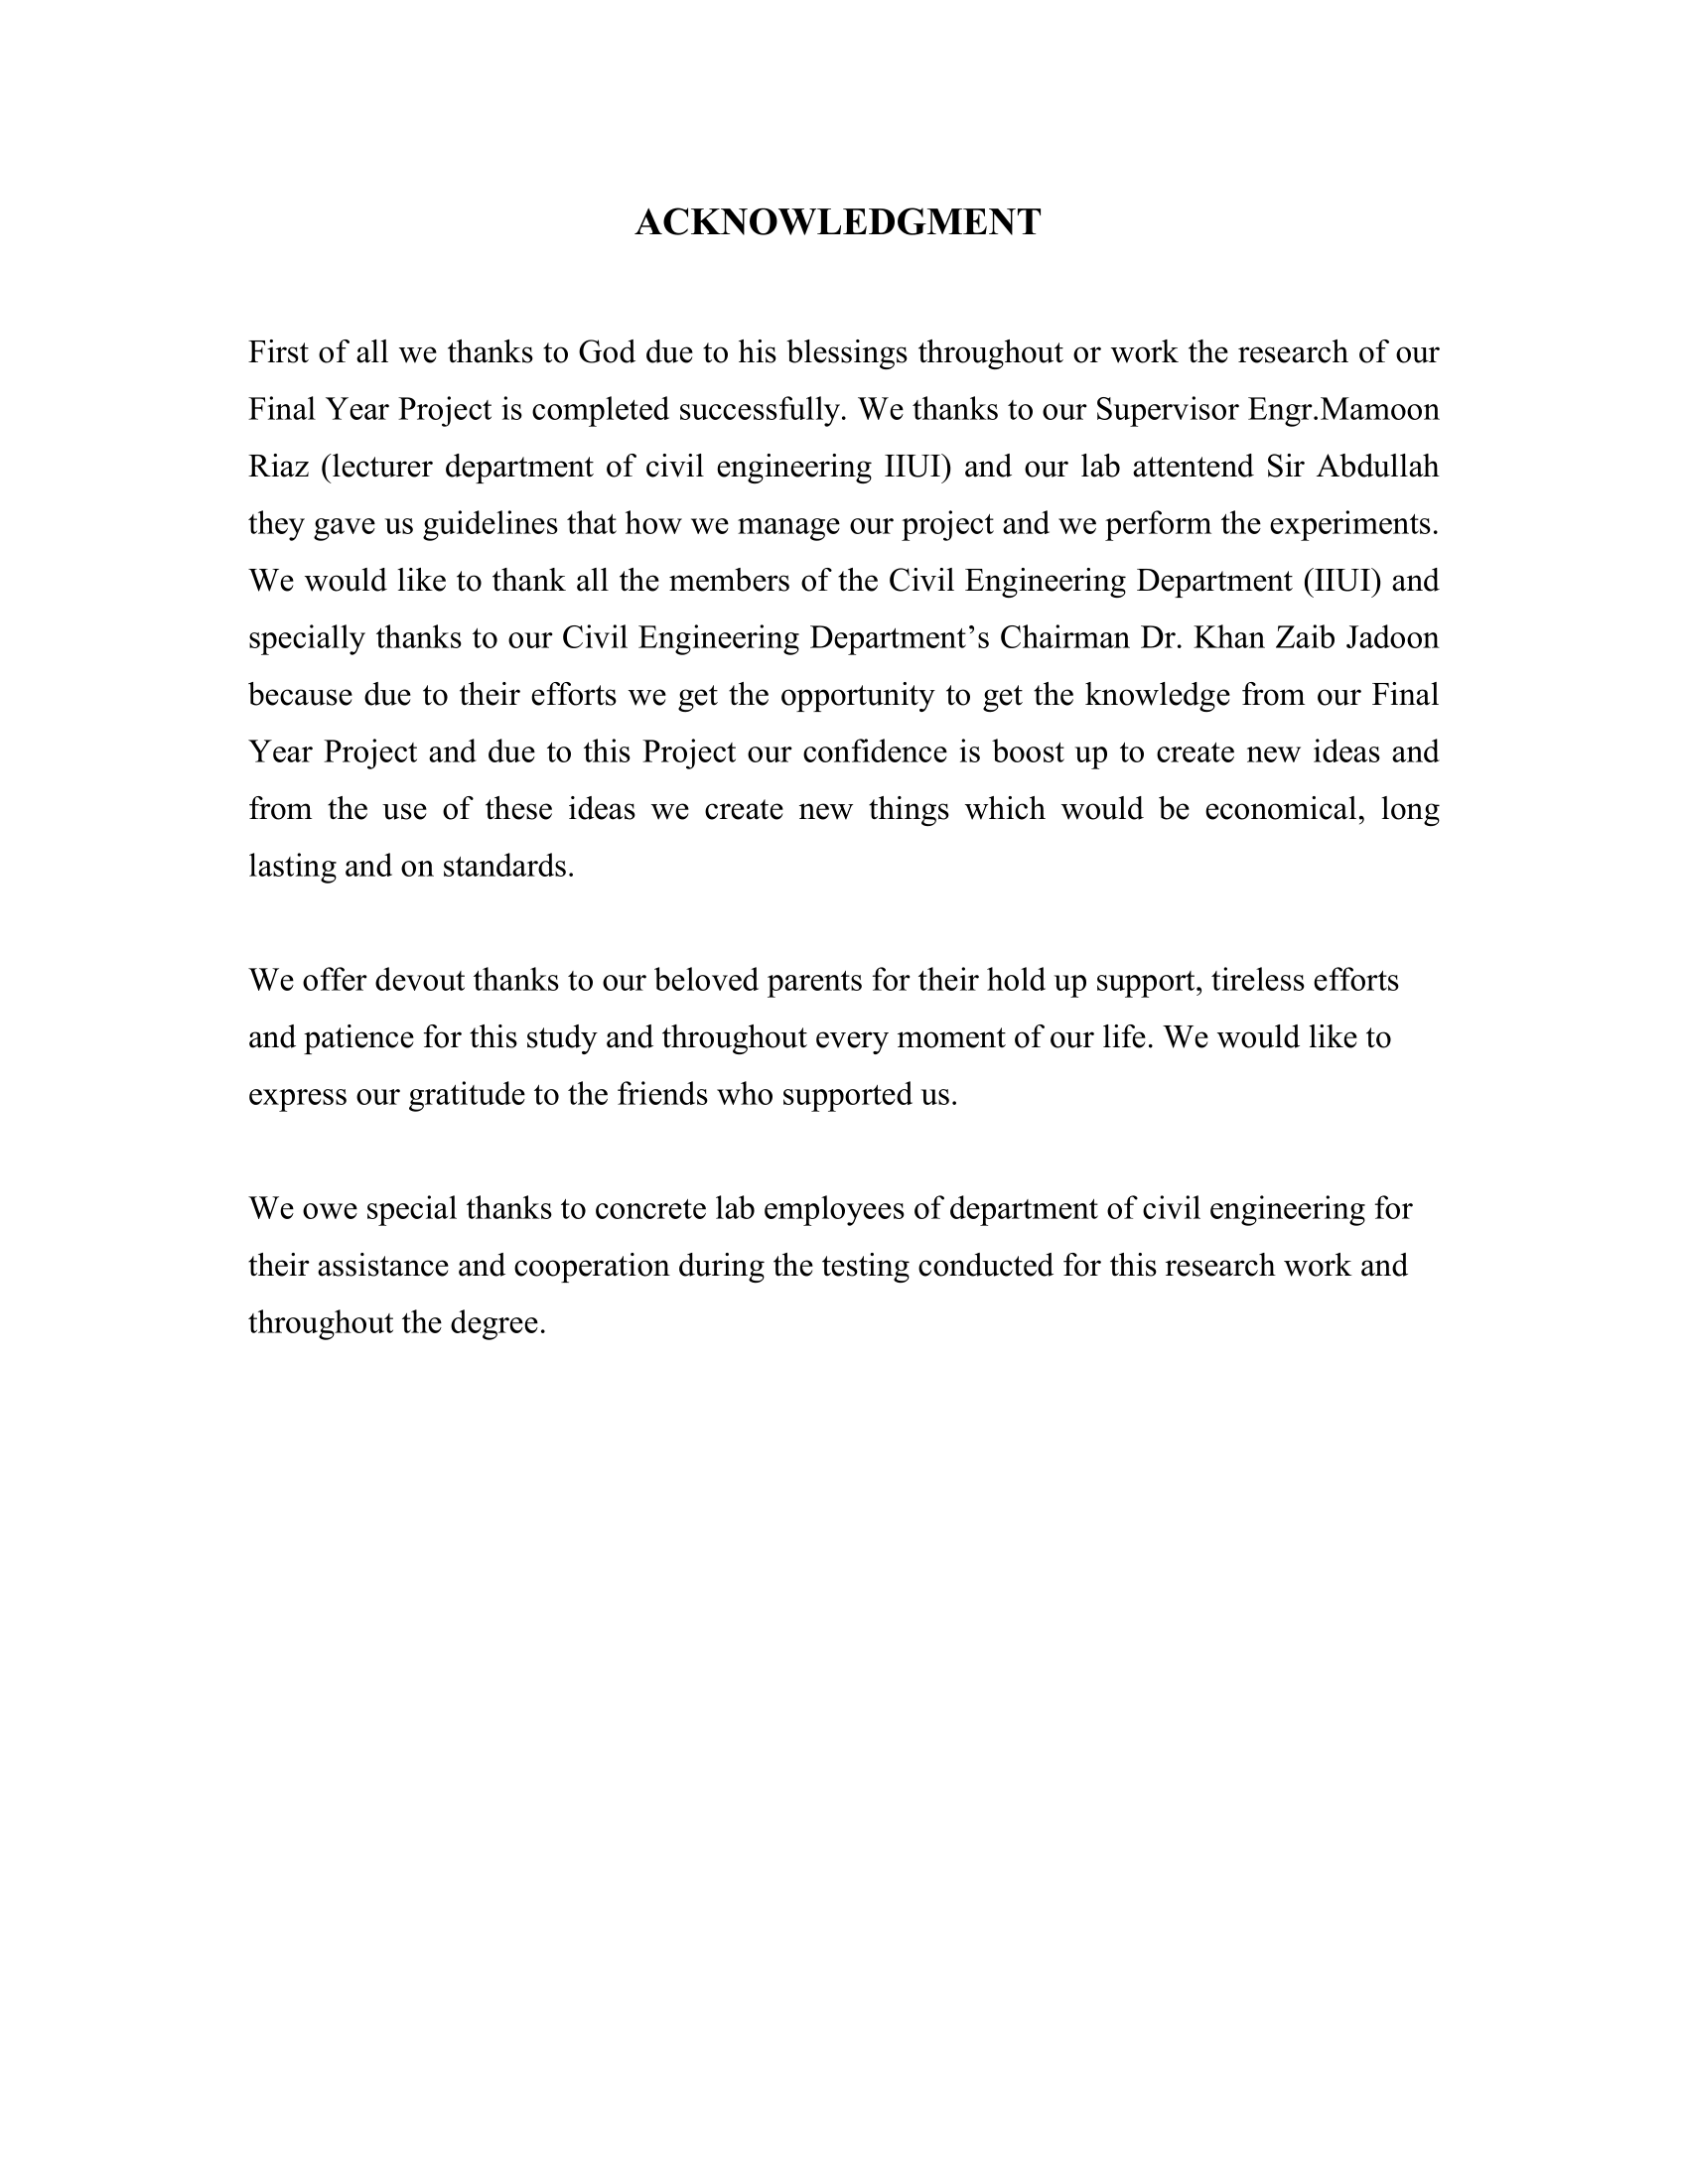 ACKNOWLEDGMENT
First of all we thanks to God due to his blessings throughout or work the research of our
Final Year Project is completed successfully. We thanks to our Supervisor Engr.Mamoon
Riaz (lecturer department of civil engineering IIUI) and our lab attentend Sir Abdullah
they gave us guidelines that how we manage our project and we perform the experiments.
We would like to thank all the members of the Civil Engineering Department (IIUI) and
specially thanks to our Civil Engineering Department’s Chairman Dr. Khan Zaib Jadoon
because due to their efforts we get the opportunity to get the knowledge from our Final
Year Project and due to this Project our confidence is boost up to create new ideas and
from the use of these ideas we create new things which would be economical, long
lasting and on standards.
We offer devout thanks to our beloved parents for their hold up support, tireless efforts
and patience for this study and throughout every moment of our life. We would like to
express our gratitude to the friends who supported us.
We owe special thanks to concrete lab employees of department of civil engineering for
their assistance and cooperation during the testing conducted for this research work and
throughout the degree.